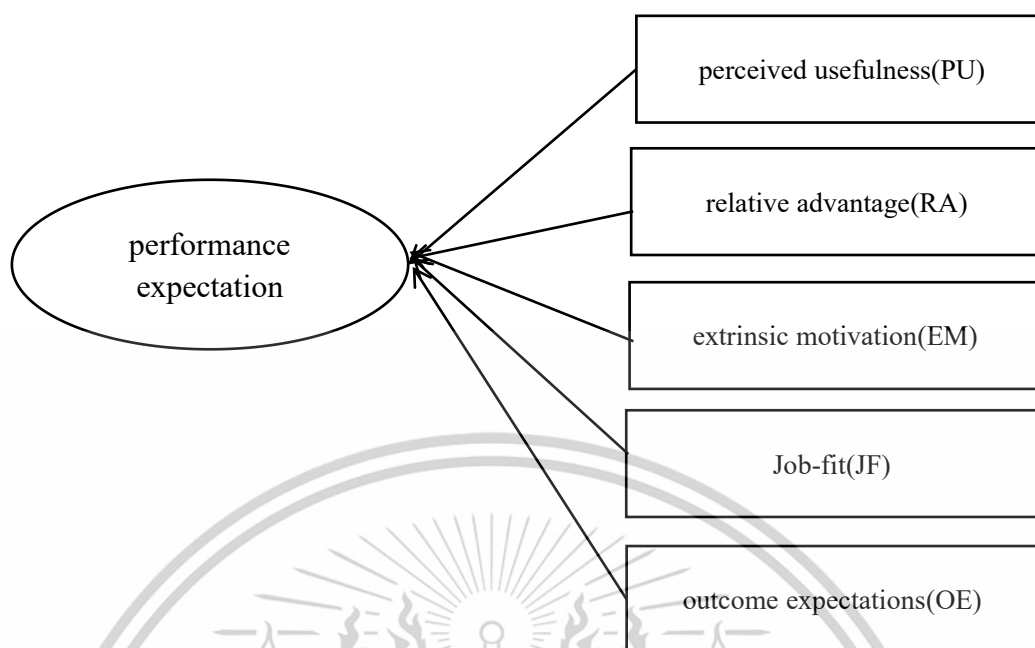 perceived usefulness(PU)
relative advantage(RA)
performance
expectation
extrinsic motivation(EM)
Job-fit(JF)
outcome expectations(OE)